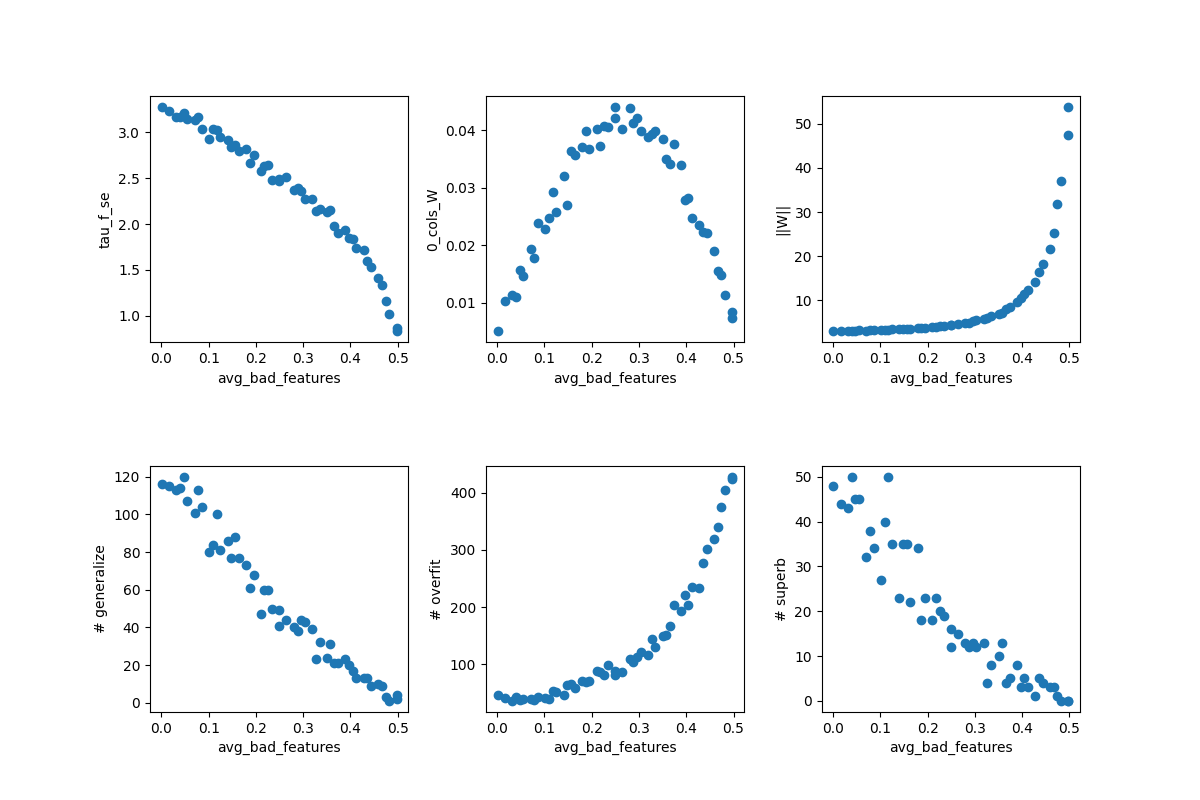 tau_f_se
3.0
2.5
2.0
1.5
1.0
0.0 0.1 0.2 0.3 0.4 0.5
avg_bad_features
0_cols_W
0.04
0.03
0.02
0.01
0.0 0.1 0.2 0.3 0.4 0.5
avg_bad_features
||W||
50
40
30
20
10
0.0 0.1 0.2 0.3 0.4 0.5
avg_bad_features
# generalize
120
100
80
60
40
20
0
0.0 0.1 0.2 0.3 0.4 0.5
avg_bad_features
# overfit
400
300
200
100
0.0 0.1 0.2 0.3 0.4 0.5
avg_bad_features
# superb
50
40
30
20
10
0
0.0 0.1 0.2 0.3 0.4 0.5
avg_bad_features